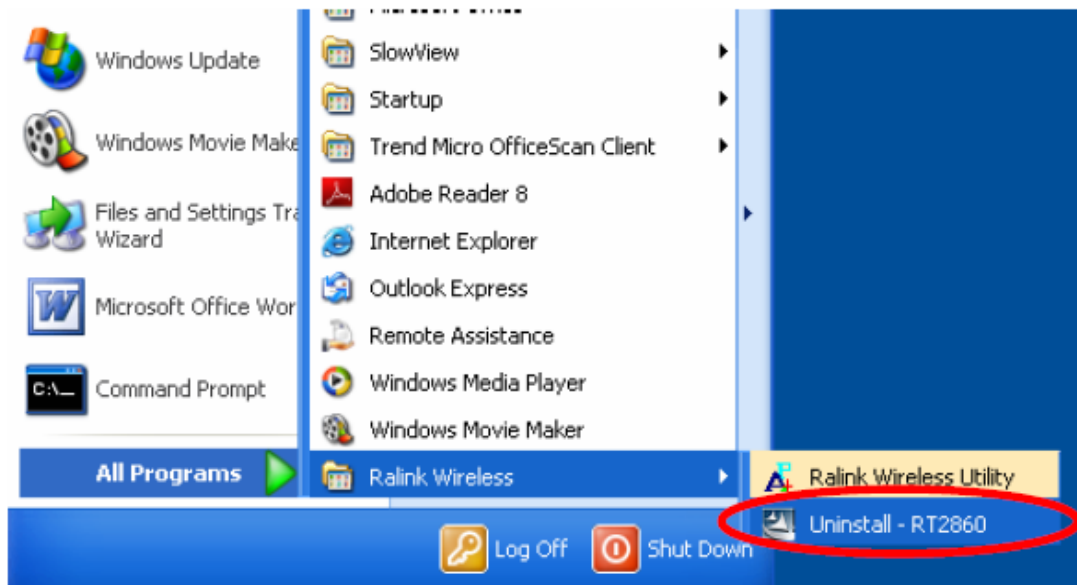 Windows Update
Windows Movie Make
Files and Settings Tra
Wizard
Microsoft Office Wor
C:\_
Command Prompt
All Programs
SlowView
Startup
Trend Micro OfficeScan Client
Adobe Reader 8
Internet Explorer
Outlook Express
Remote Assistance
Windows Media Player
Windows Movie Maker
Ralink Wireless
Ralink Wireless Utility
Uninstall - RT2860
Log Off
Shut Down